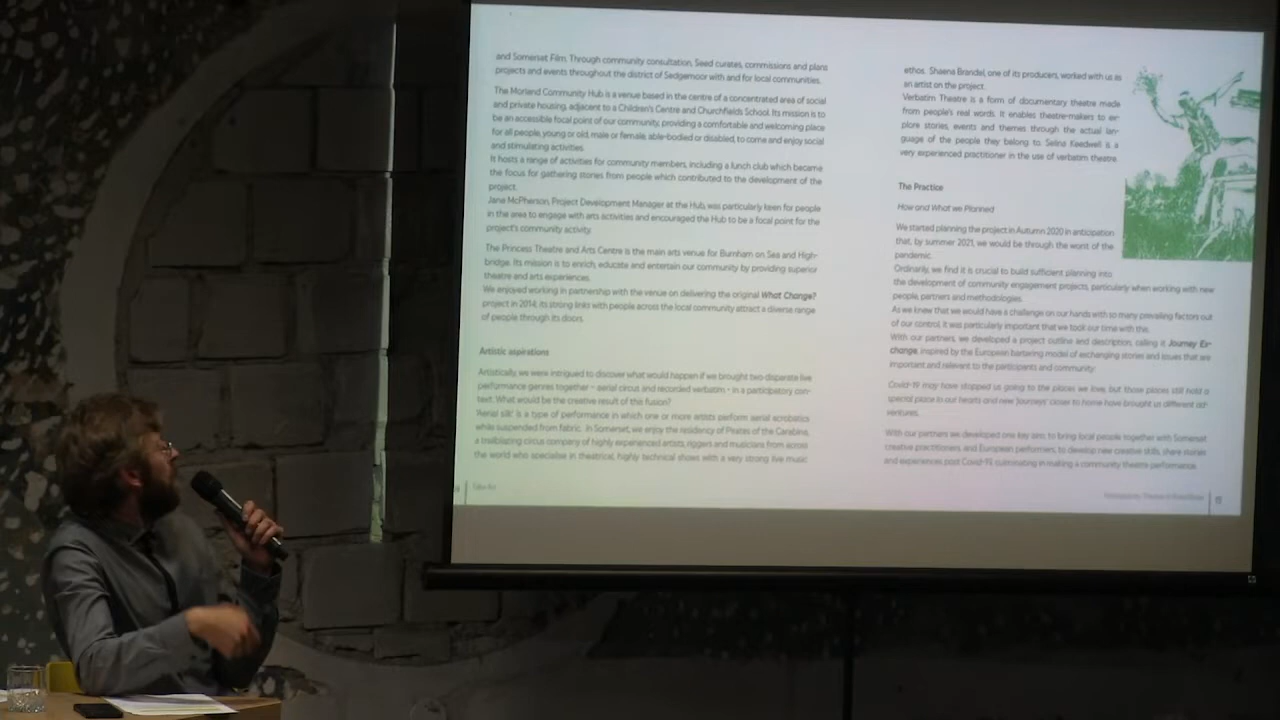 and Somerset Film. Through community consultation, Seed curates, commissions and plans
projects and events throughout the district of Sedgemoor with and for local communities.
The Morland Community Hub is a venue based in the centre of a concentrated area of social
and private housing, adjacent to a Children's Centre and Churchfields School. Its mission is to
be an accessible focal point of our community, providing a comfortable and welcoming place
for all people, young or old, male or female, able-bodied or disabled, to come and enjoy social
and stimulating activities.
It hosts a range of activities for community members, including a lunch club which became
the focus for gathering stories from people which contributed to the development of the
project.
Jane McPherson, Project Development Manager at the Hub, was particularly keen for people
in the area to engage with arts activities and encouraged the Hub to be a focal point for the
project's community activity.
The Princess Theatre and Arts Centre is the main arts venue for Burnham on Sea and High-
bridge. Its mission is to enrich, educate and entertain our community by providing superior
theatre and arts experiences.
We enjoyed working in partnership with the venue on delivering the original What Change?
project in 2014, its strong links with people across the local community attract a diverse range
of people through its doors.
Artistic aspirations
Artistically, we were intrigued to discover what would happen if we brought two disparate live
performance genres together – aerial circus and recorded verbatim – in a participatory con-
text. What would be the creative result of this fusion?
'Aerial silk' is a type of performance in which one or more artists perform aerial acrobatics
while suspended from fabric. In Somerset, we enjoy the residency of Pirates of the Carabina,
a trailblazing circus company of highly experienced artists, riggers and musicians from across
the world who specialise in theatrical, highly technical shows with a very strong live music
Take Art
ethos. Shaena Brandel, one of its producers, worked with us as
an artist on the project.
Verbatim Theatre is a form of documentary theatre made
from people's real words. It enables theatre-makers to ex-
plore stories, events and themes through the actual lan-
guage of the people they belong to. Selina Keedwell is a
very experienced practitioner in the use of verbatim theatre.
The Practice
How and What we Planned
We started planning the project in Autumn 2020 in anticipation
that, by summer 2021, we would be through the worst of the
pandemic.
Ordinarily, we find it is crucial to build sufficient planning into
the development of community engagement projects, particularly when working with new
people, partners and methodologies.
As we knew that we would have a challenge on our hands with so many prevailing factors out
of our control, it was particularly important that we took our time with this.
With our partners, we developed a project outline and description, calling it Journey Ex-
change, inspired by the European bartering model of exchanging stories and issues that are
important and relevant to the participants and community.
Covid-19 may have stopped us going to the places we love, but those places still hold a
special place in our hearts and new 'journeys' closer to home have brought us different ad-
ventures.
With our partners we developed one key aim: to bring local people together with Somerset
creative practitioners and European performers, to develop new creative skills, share stories
and experiences post Covid-19, culminating in making a community theatre performance.